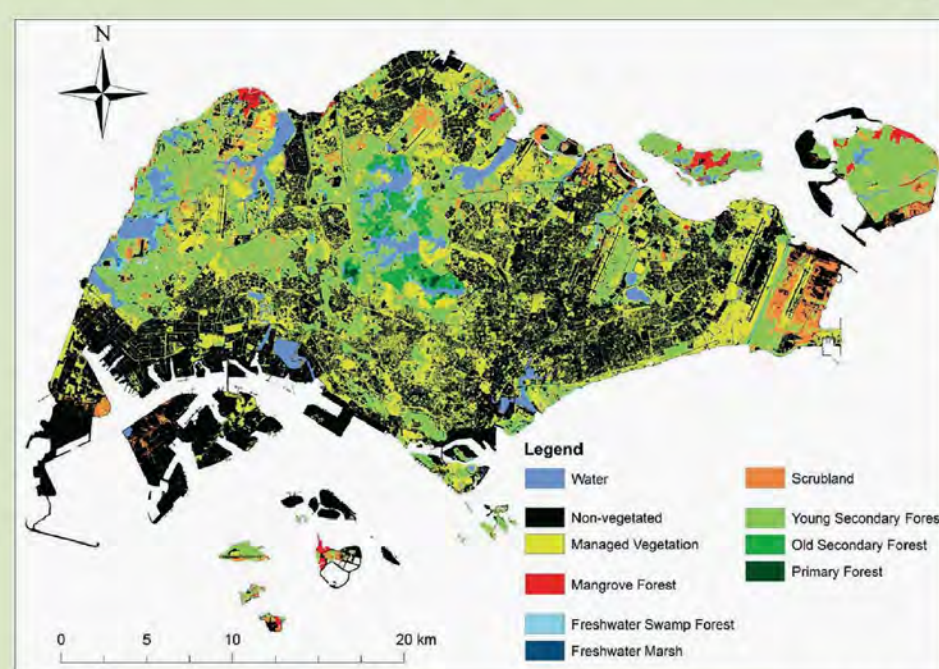 N
Legend
Water
Non-vegetated
Managed Vegetation
Mangrove Forest
Freshwater Swamp Forest
Freshwater Marsh
Scrubland
Young Secondary Forest
Old Secondary Forest
Primary Forest
0 5 10 20 km